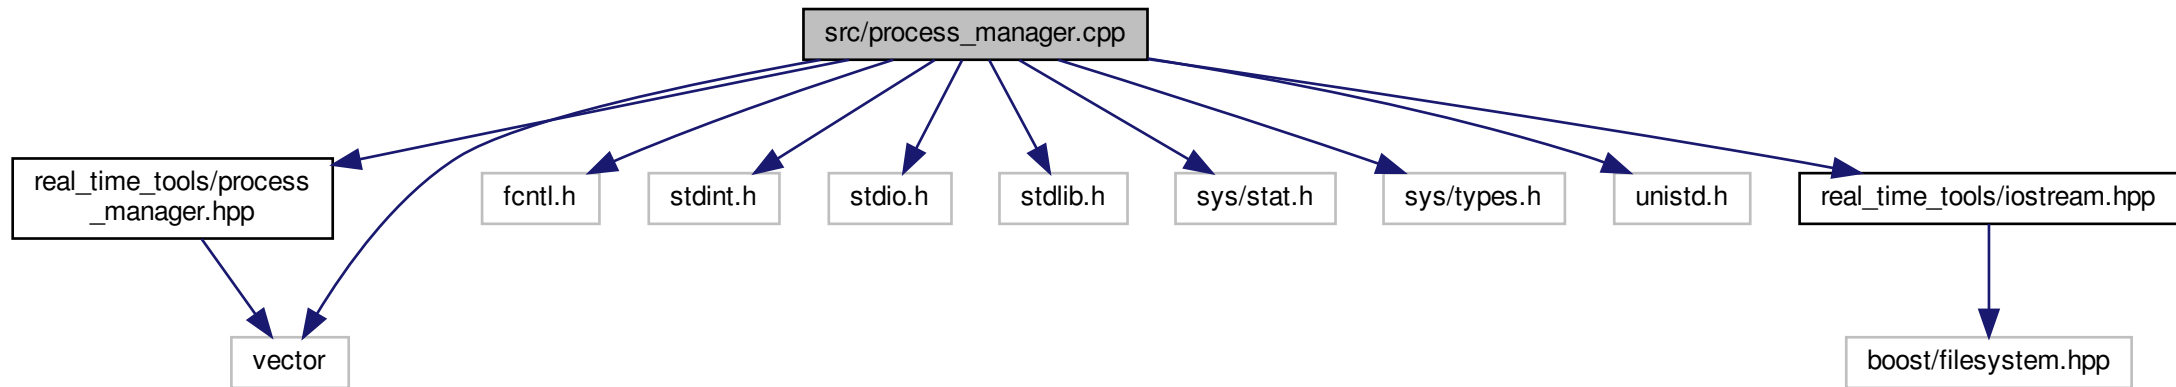 src/process_manager.cpp
real_time_tools/process
_manager.hpp
fcntl.h
stdint.h
stdio.h
stdlib.h
sys/stat.h
sys/types.h
unistd.h
real_time_tools/iostream.hpp
vector
boost/filesystem.hpp